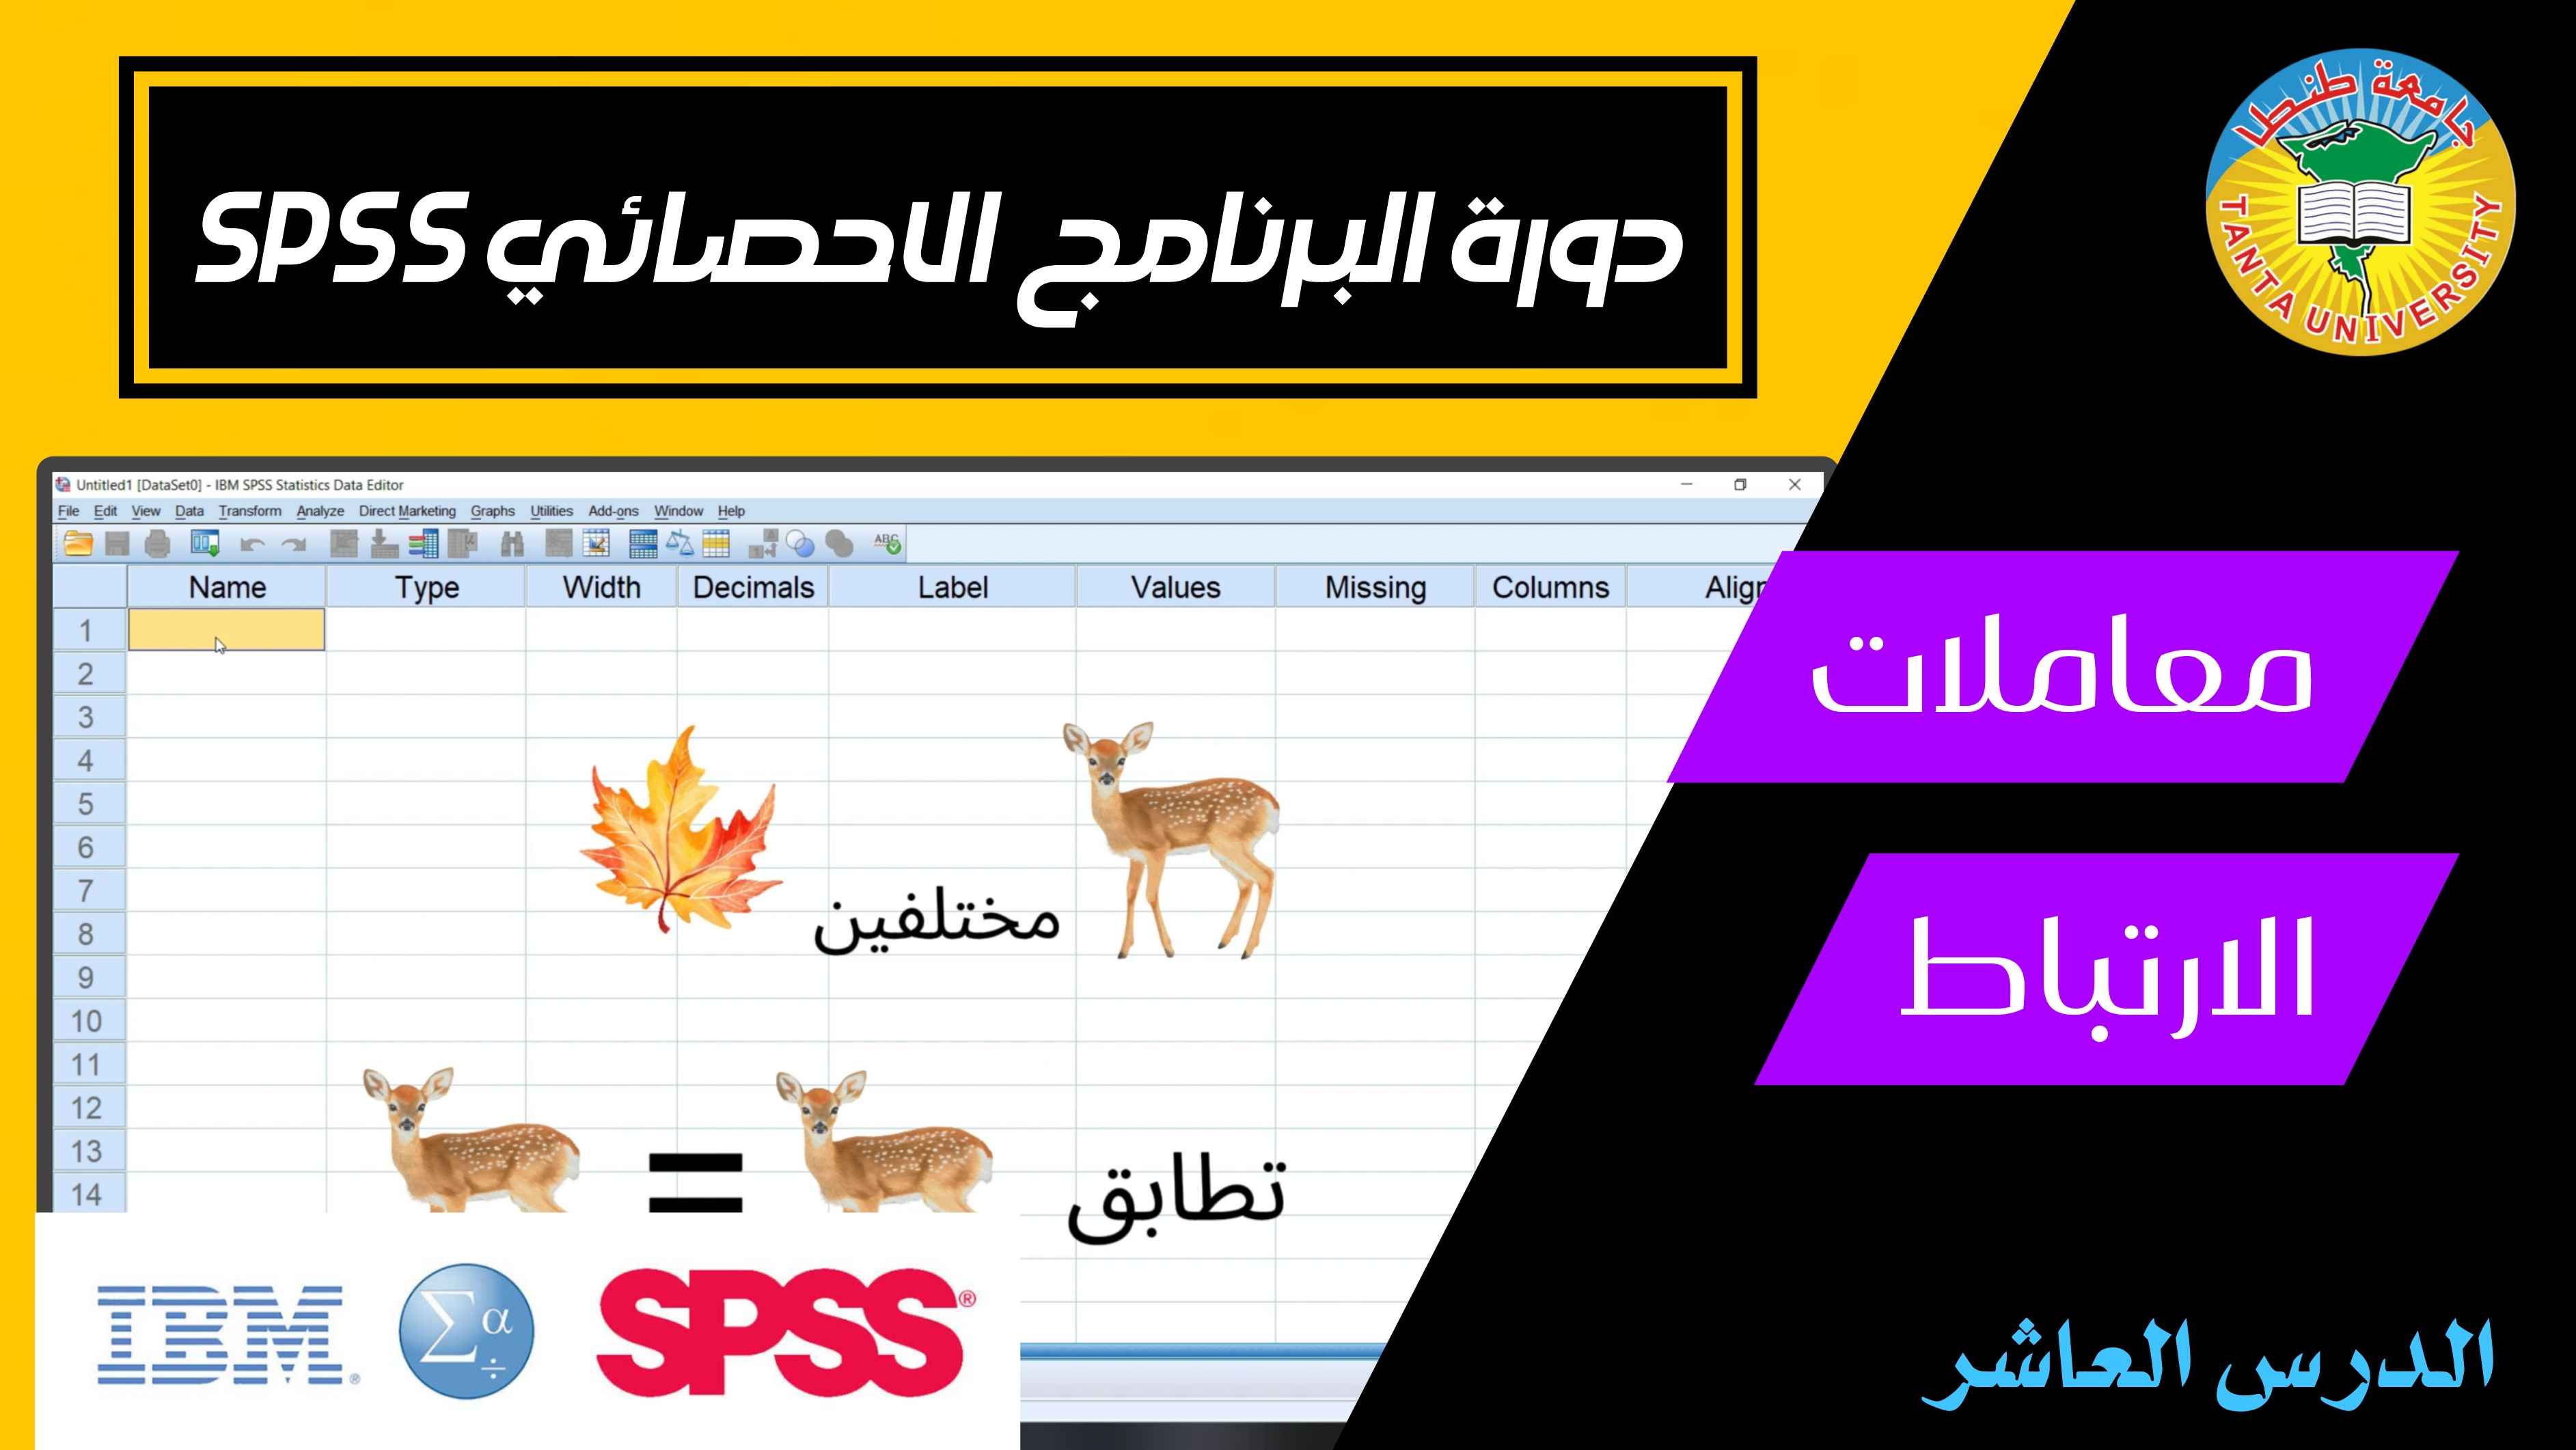 دورة البرنامج الاحصائي SPSS
جامعة طنطا
TANTA UNIVERSITY
Untitled1 [DataSet0] - IBM SPSS Statistics Data Editor
File Edit View Data Transform Analyze Direct Marketing Graphs Utilities Add-ons Window Help
Name Type Width Decimals Label Values Missing Columns Align
1
2
3
4
5
6
7
8
9
10
11
12
13
14
معاملات
الارتباط
مختلفين
= تطابق
IBM® Σα÷ SPSS®
الدرس العاشر